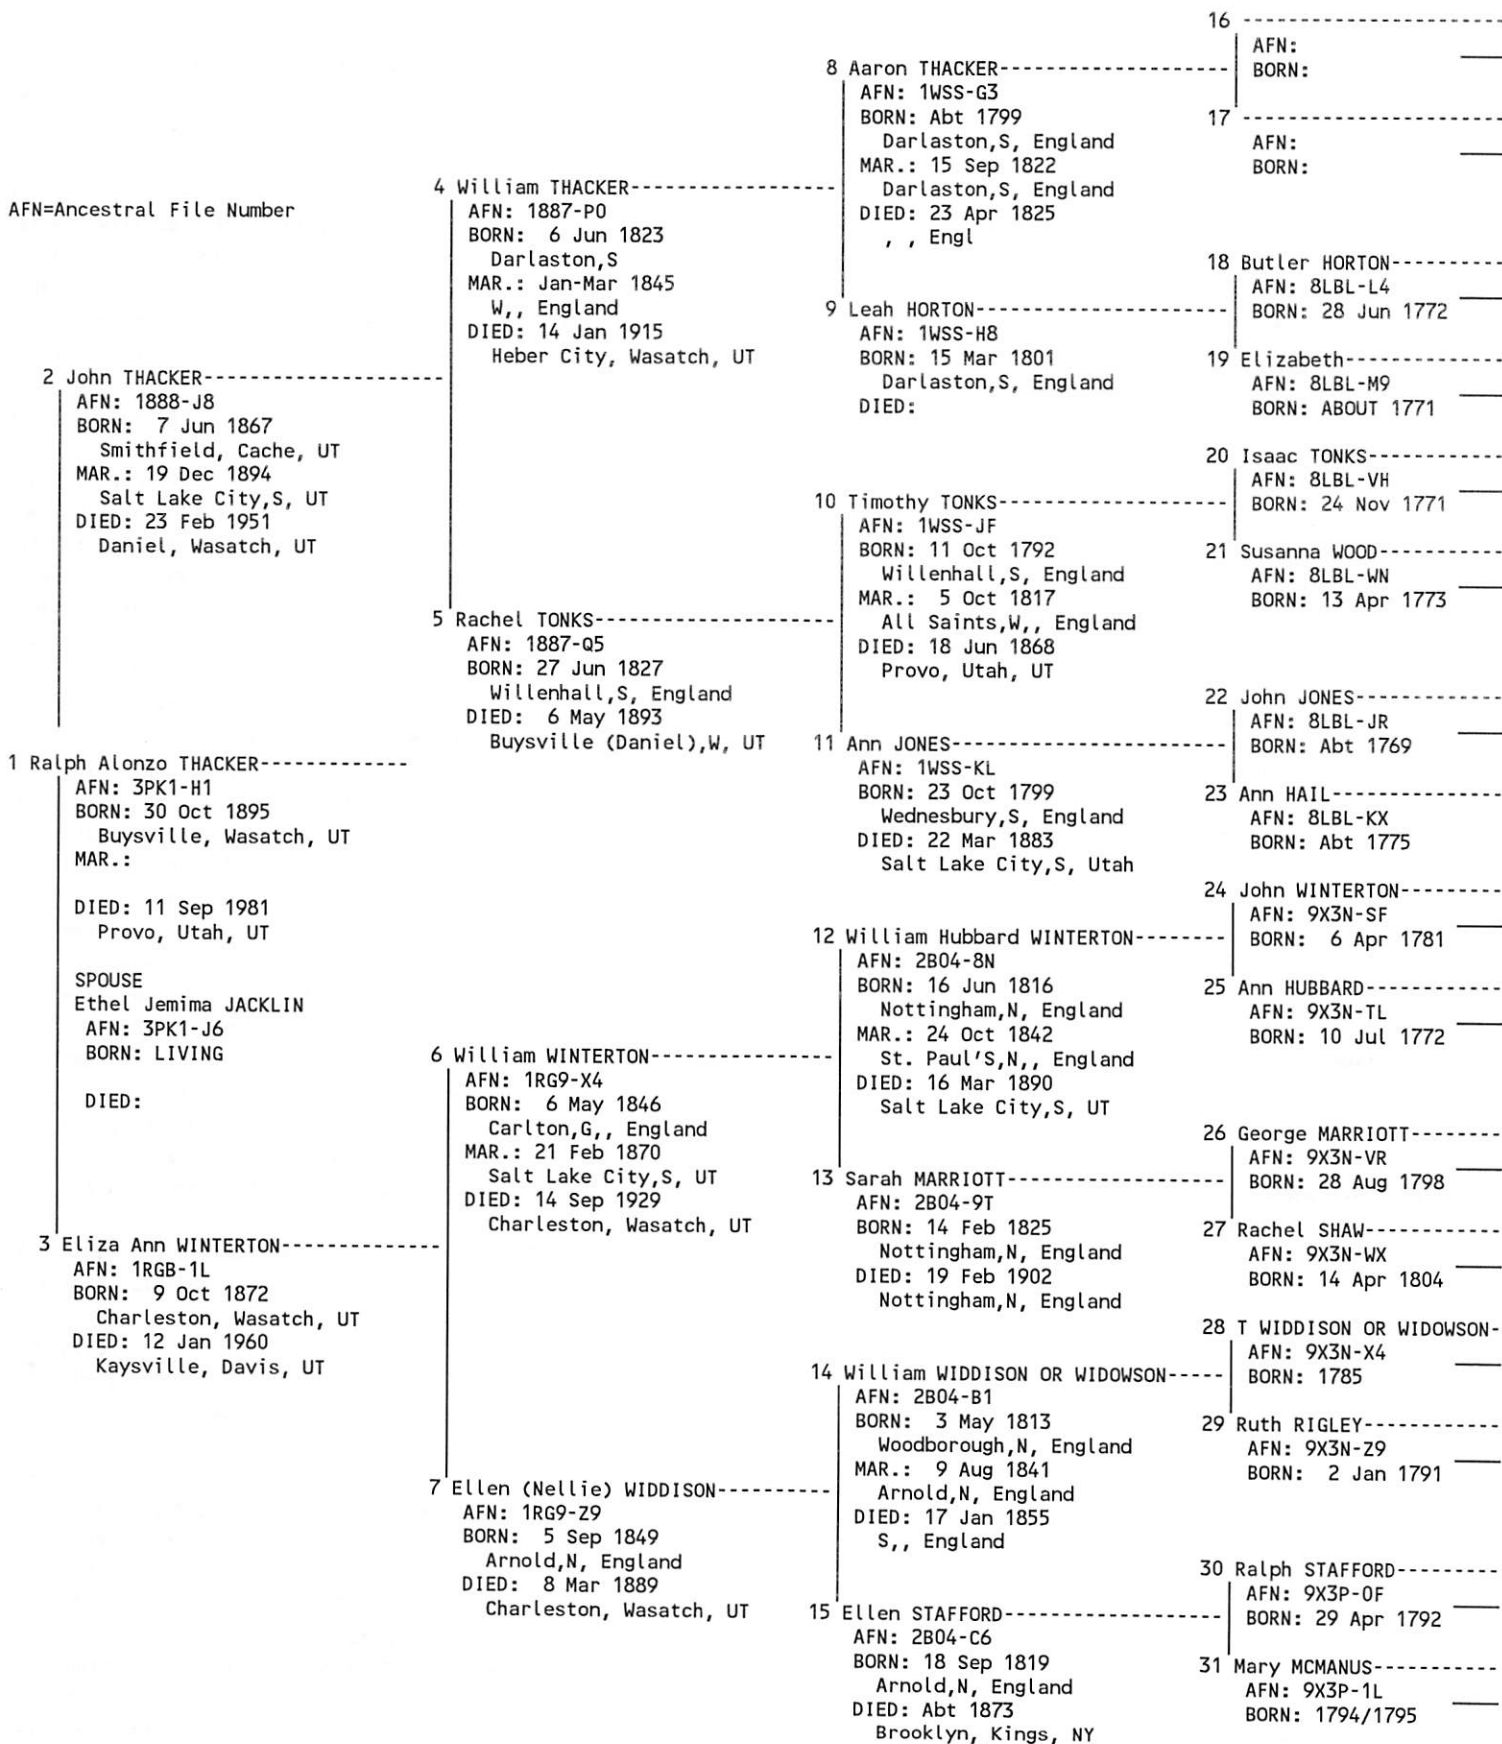 AFN=Ancestral File Number
1 Ralph Alonzo THACKER
AFN: 3PK1-H1
BORN: 30 Oct 1895
Buysville, Wasatch, UT
MAR.:
DIED: 11 Sep 1981
Provo, Utah, UT
SPOUSE
Ethel Jemima JACKLIN
AFN: 3PK1-J6
BORN: LIVING
DIED:
2 John THACKER
AFN: 1888-J8
BORN: 7 Jun 1867
Smithfield, Cache, UT
MAR.: 19 Dec 1894
Salt Lake City,S, UT
DIED: 23 Feb 1951
Daniel, Wasatch, UT
3 Eliza Ann WINTERTON
AFN: 1RGB-1L
BORN: 9 Oct 1872
Charleston, Wasatch, UT
DIED: 12 Jan 1960
Kaysville, Davis, UT
4 William THACKER
AFN: 1887-P0
BORN: 6 Jun 1823
Darlaston,S
MAR.: Jan-Mar 1845
W,, England
DIED: 14 Jan 1915
Heber City, Wasatch, UT
5 Rachel TONKS
AFN: 1887-Q5
BORN: 27 Jun 1827
Willenhall,S, England
DIED: 6 May 1893
Buysville (Daniel),W, UT
6 William WINTERTON
AFN: 1RG9-X4
BORN: 6 May 1846
Carlton,G,, England
MAR.: 21 Feb 1870
Salt Lake City,S, UT
DIED: 14 Sep 1929
Charleston, Wasatch, UT
7 Ellen (Nellie) WIDDISON
AFN: 1RG9-Z9
BORN: 5 Sep 1849
Arnold,N, England
DIED: 8 Mar 1889
Charleston, Wasatch, UT
8 Aaron THACKER
AFN: 1WSS-G3
BORN: Abt 1799
Darlaston,S, England
MAR.: 15 Sep 1822
Darlaston,S, England
DIED: 23 Apr 1825
, , Engl
9 Leah HORTON
AFN: 1WSS-H8
BORN: 15 Mar 1801
Darlaston,S, England
DIED:
10 Timothy TONKS
AFN: 1WSS-JF
BORN: 11 Oct 1792
Willenhall,S, England
MAR.: 5 Oct 1817
All Saints,W,, England
DIED: 18 Jun 1868
Provo, Utah, UT
11 Ann JONES
AFN: 1WSS-KL
BORN: 23 Oct 1799
Wednesbury,S, England
DIED: 22 Mar 1883
Salt Lake City,S, Utah
12 William Hubbard WINTERTON
AFN: 2B04-8N
BORN: 16 Jun 1816
Nottingham,N, England
MAR.: 24 Oct 1842
St. Paul'S,N,, England
DIED: 16 Mar 1890
Salt Lake City,S, UT
13 Sarah MARRIOTT
AFN: 2B04-9T
BORN: 14 Feb 1825
Nottingham,N, England
DIED: 19 Feb 1902
Nottingham,N, England
14 William WIDDISON OR WIDOWSON
AFN: 2B04-B1
BORN: 3 May 1813
Woodborough,N, England
MAR.: 9 Aug 1841
Arnold,N, England
DIED: 17 Jan 1855
S,, England
15 Ellen STAFFORD
AFN: 2B04-C6
BORN: 18 Sep 1819
Arnold,N, England
DIED: Abt 1873
Brooklyn, Kings, NY
16
AFN:
BORN:
17
AFN:
BORN:
18 Butler HORTON
AFN: 8LBL-L4
BORN: 28 Jun 1772
19 Elizabeth
AFN: 8LBL-M9
BORN: ABOUT 1771
20 Isaac TONKS
AFN: 8LBL-VH
BORN: 24 Nov 1771
21 Susanna WOOD
AFN: 8LBL-WN
BORN: 13 Apr 1773
22 John JONES
AFN: 8LBL-JR
BORN: Abt 1769
23 Ann HAIL
AFN: 8LBL-KX
BORN: Abt 1775
24 John WINTERTON
AFN: 9X3N-SF
BORN: 6 Apr 1781
25 Ann HUBBARD
AFN: 9X3N-TL
BORN: 10 Jul 1772
26 George MARRIOTT
AFN: 9X3N-VR
BORN: 28 Aug 1798
27 Rachel SHAW
AFN: 9X3N-WX
BORN: 14 Apr 1804
28 T WIDDISON OR WIDOWSON
AFN: 9X3N-X4
BORN: 1785
29 Ruth RIGLEY
AFN: 9X3N-Z9
BORN: 2 Jan 1791
30 Ralph STAFFORD
AFN: 9X3P-0F
BORN: 29 Apr 1792
31 Mary MCMANUS
AFN: 9X3P-1L
BORN: 1794/1795